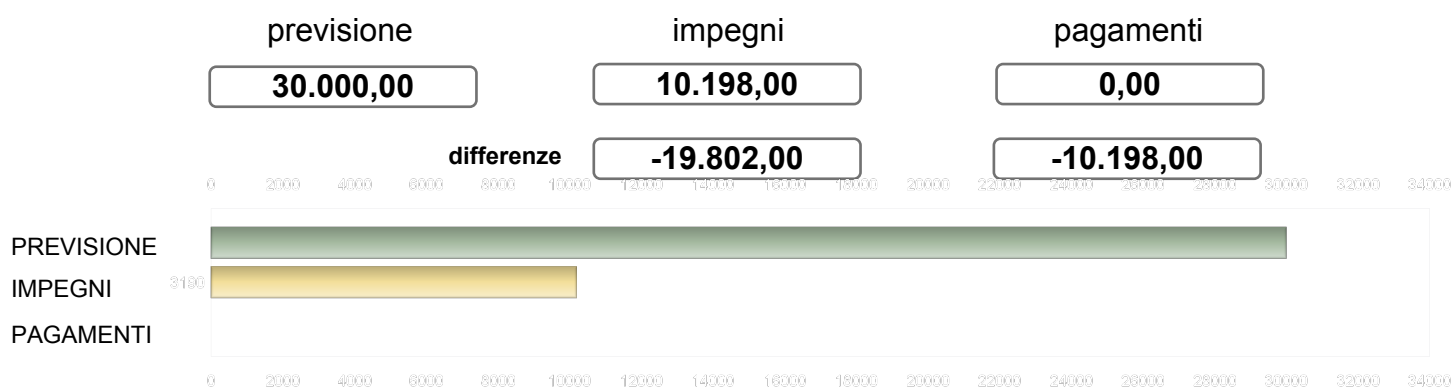 previsione impegni pagamenti
30.000,00 10.198,00 0,00
differenze -19.802,00 -10.198,00
0 2000 4000 6000 8000 10000 12000 14000 16000 18000 20000 22000 24000 26000 28000 30000 32000 34000
PREVISIONE
3190
IMPEGNI
PAGAMENTI
0 2000 4000 6000 8000 10000 12000 14000 16000 18000 20000 22000 24000 26000 28000 30000 32000 34000